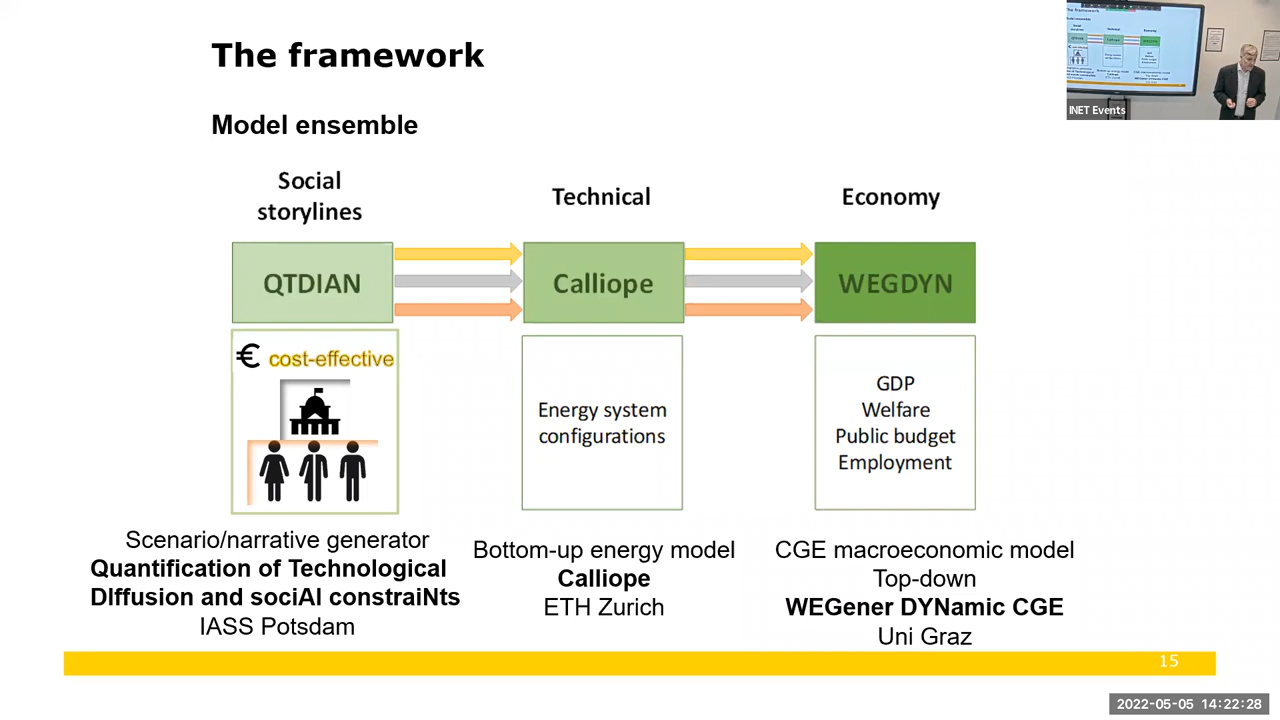 The framework
Model ensemble
Social
storylines
Technical
Economy
QTDIAN
Calliope
WEGDYN
€ cost-effective
Energy system
configurations
GDP
Welfare
Public budget
Employment
Scenario/narrative generator
Quantification of Technological
DIffusion and sociAl constraiNts
IASS Potsdam
Bottom-up energy model
Calliope
ETH Zurich
CGE macroeconomic model
Top-down
WEGener DYNamic CGE
Uni Graz
15
INET Events
2022-05-05 14:22:28